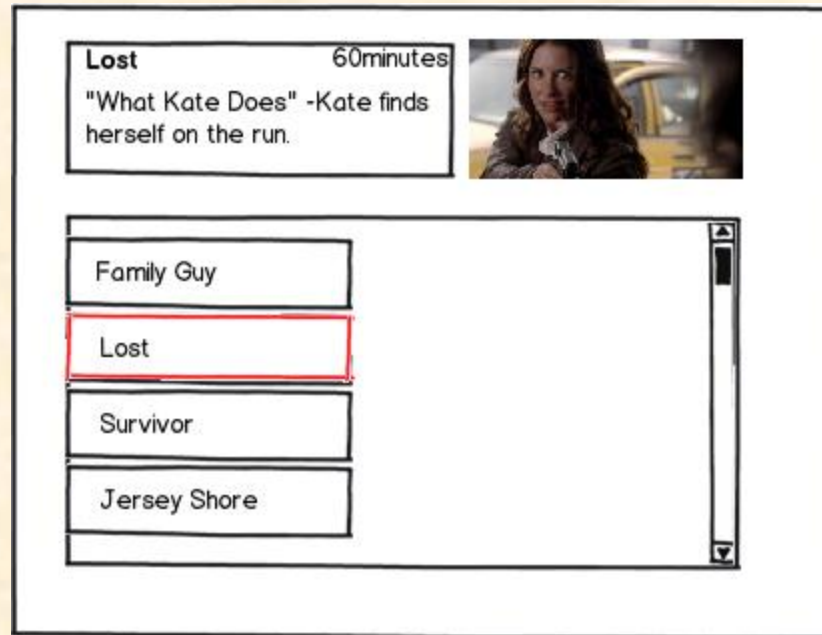 Lost 60minutes
"What Kate Does" -Kate finds
herself on the run.
Family Guy
Lost
Survivor
Jersey Shore